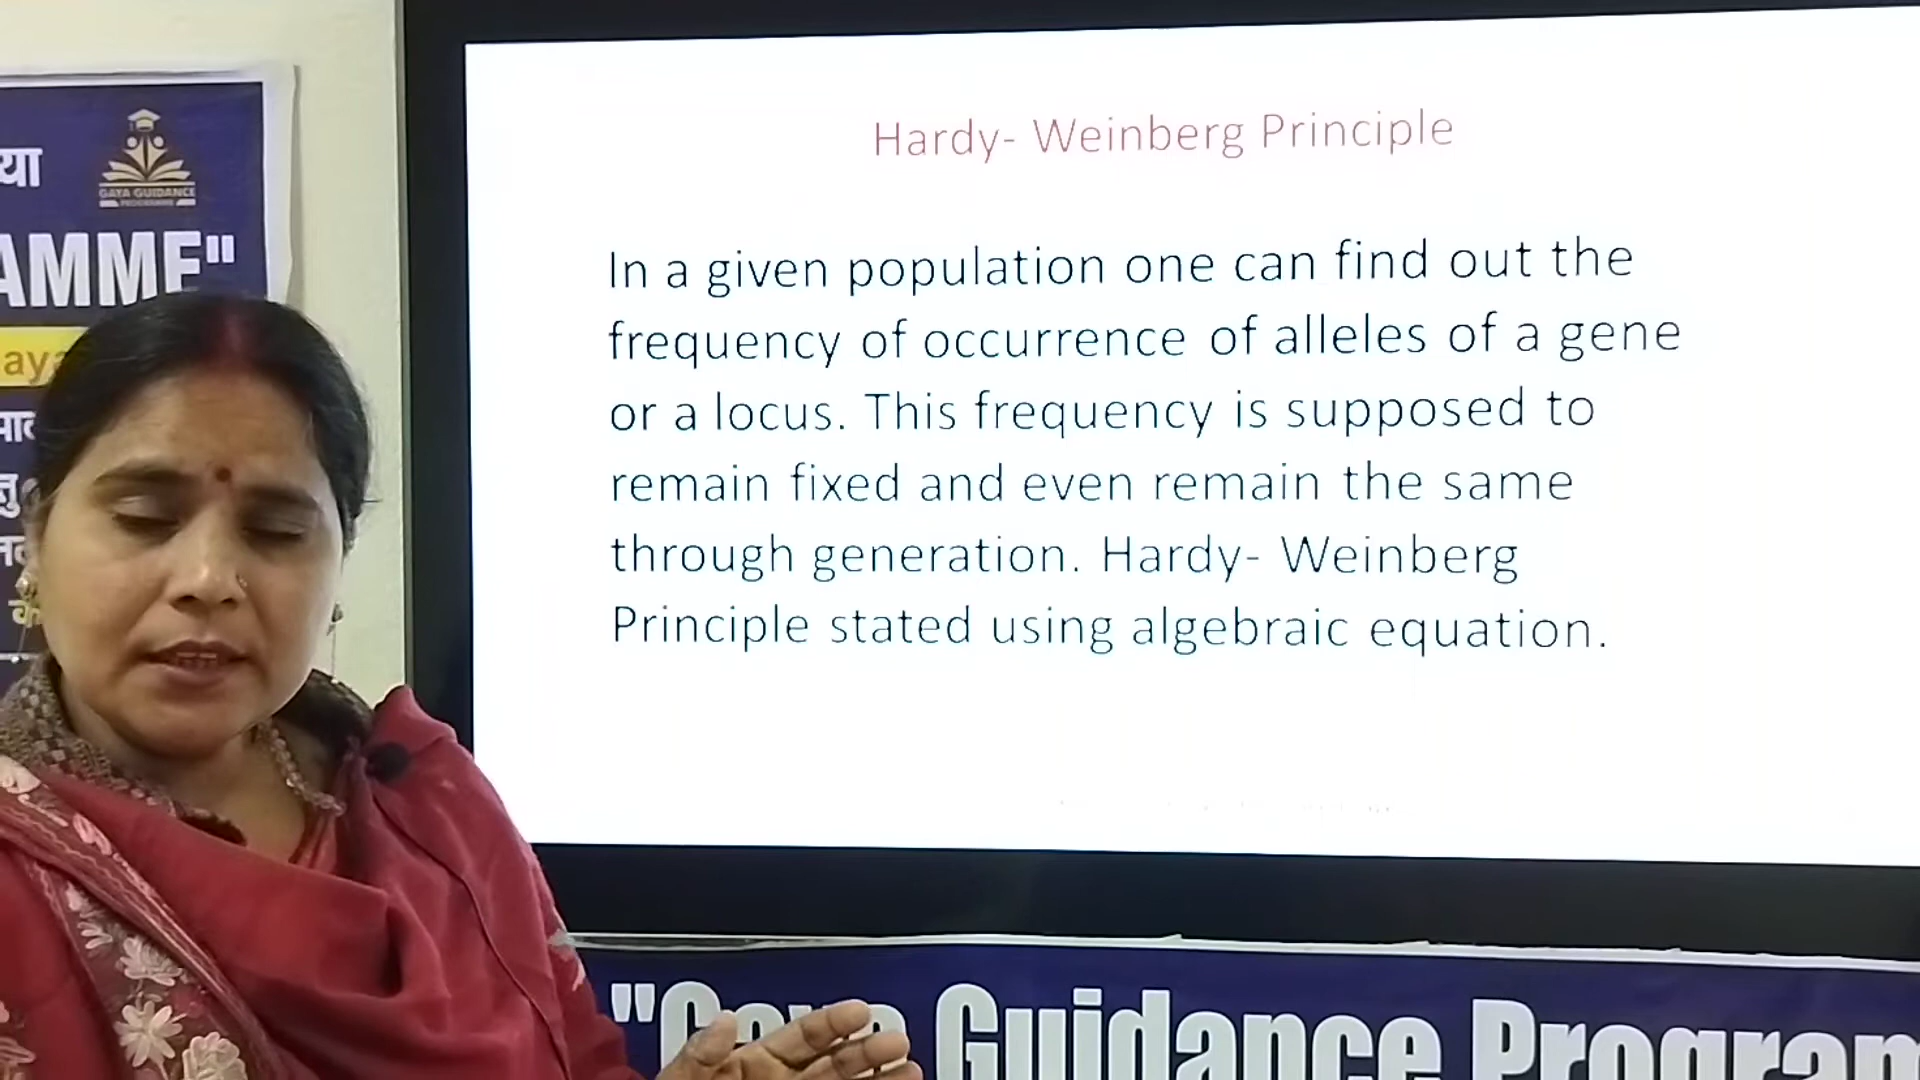 GAYA GUIDANCE
PROGRAMME
AMME"
Hardy- Weinberg Principle
In a given population one can find out the
frequency of occurrence of alleles of a gene
or a locus. This frequency is supposed to
remain fixed and even remain the same
through generation. Hardy- Weinberg
Principle stated using algebraic equation.
"Gaya Guidance Program